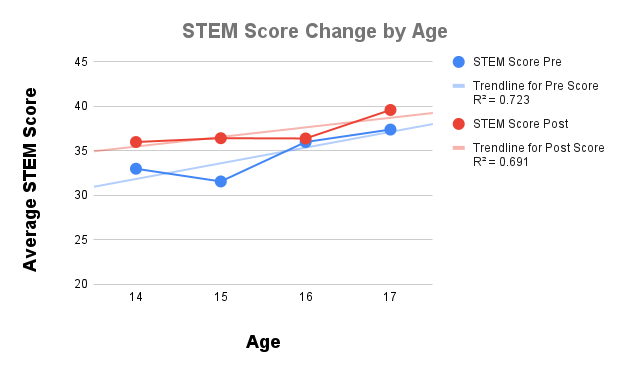 STEM Score Change by Age
Average STEM Score
45
40
35
30
25
20
14 15 16 17
Age
STEM Score Pre
Trendline for Pre Score
R² = 0.723
STEM Score Post
Trendline for Post Score
R² = 0.691